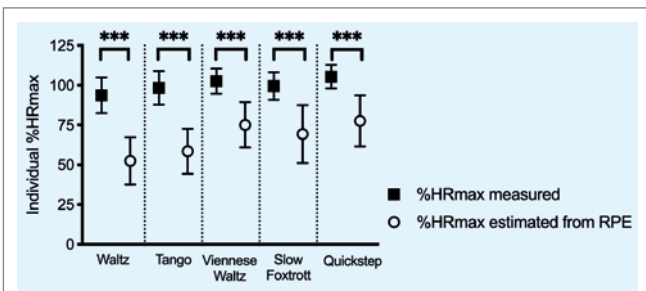 *** *** *** *** ***
125
100
75
50
25
0
Individual %HRmax
Waltz
Tango
Viennese
Waltz
Slow
Foxtrott
Quickstep
%HRmax measured
%HRmax estimated from RPE